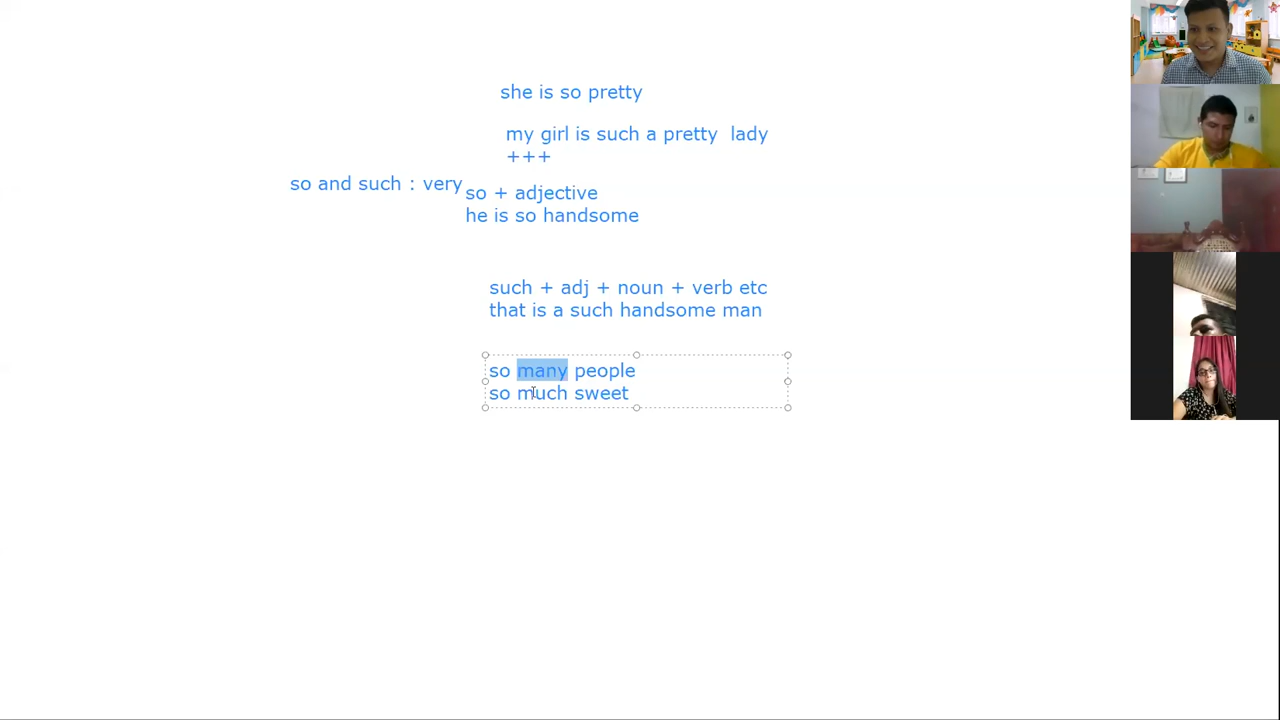 she is so pretty
my girl is such a pretty lady
+++
so and such : very
so + adjective
he is so handsome
such + adj + noun + verb etc
that is a such handsome man
so many people
so much sweet